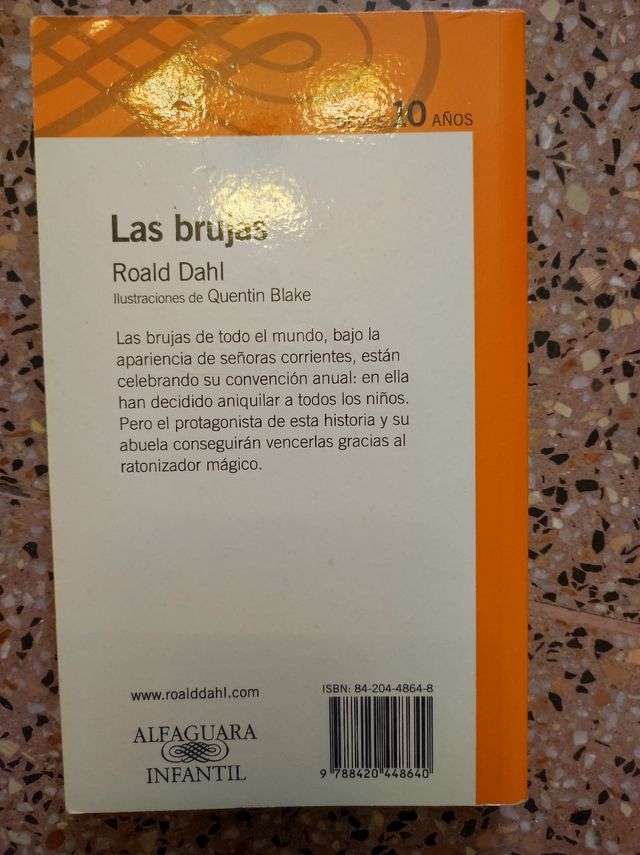 DESDE 10 AÑOS
Las brujas
Roald Dahl
Ilustraciones de Quentin Blake
Las brujas de todo el mundo, bajo la
apariencia de señoras corrientes, están
celebrando su convención anual: en ella
han decidido aniquilar a todos los niños.
Pero el protagonista de esta historia y su
abuela conseguirán vencerlas gracias al
ratonizador mágico.
www.roalddahl.com
ISBN: 84-204-4864-8
ALFAGUARA
INFANTIL
9 788420 448640